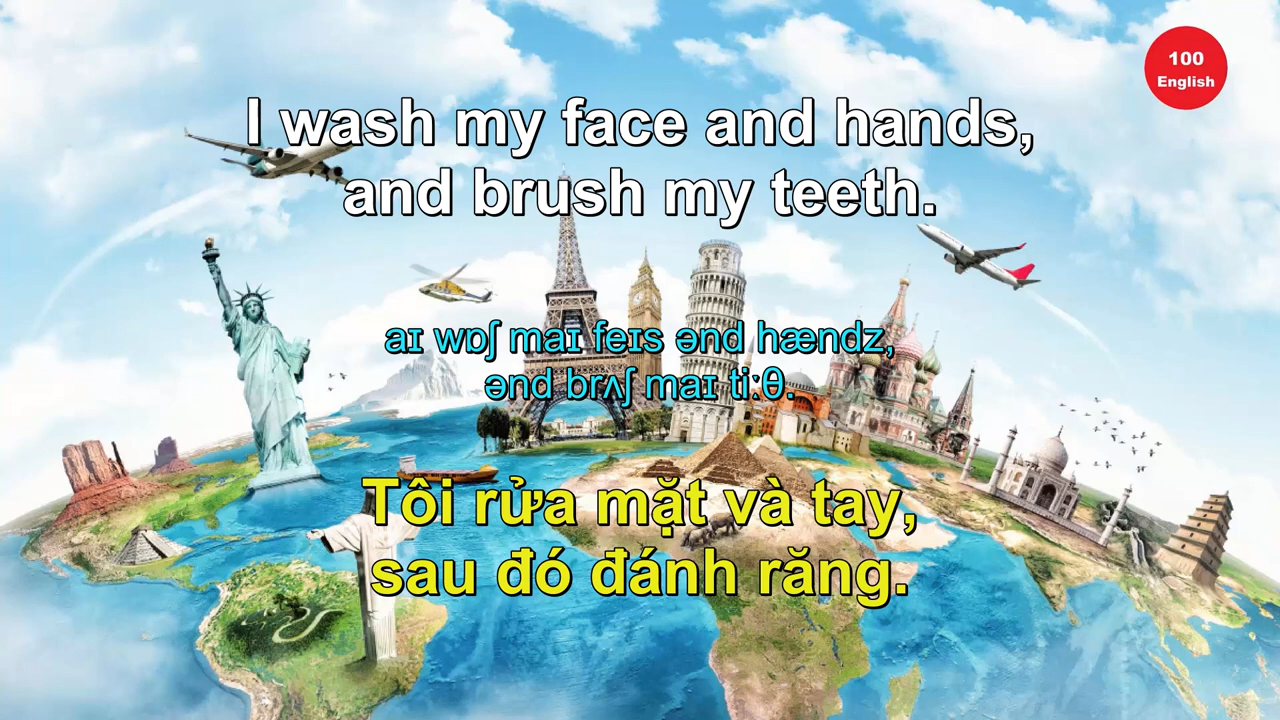 100
English
I wash my face and hands,
and brush my teeth.
aɪ wɒʃ maɪ feɪs ənd hændz,
ənd brʌʃ maɪ tiːθ.
Tôi rửa mặt và tay,
sau đó đánh răng.